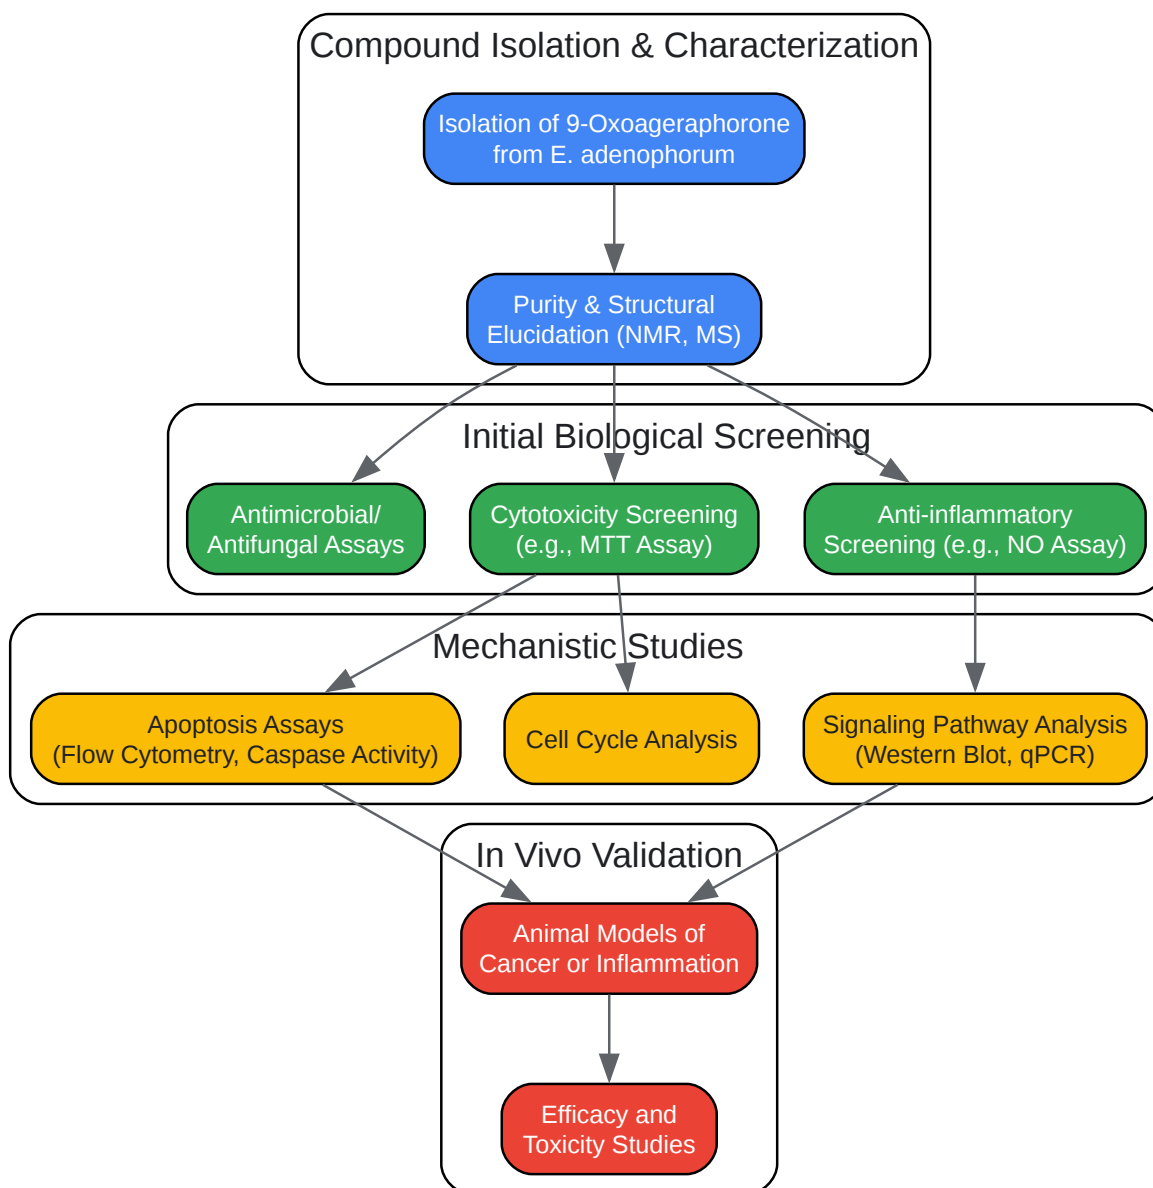 Compound Isolation & Characterization
Isolation of 9-Oxoageraphorone
from E. adenophorum
Purity & Structural
Elucidation (NMR, MS)
Initial Biological Screening
Antimicrobial/
Antifungal Assays
Cytotoxicity Screening
(e.g., MTT Assay)
Anti-inflammatory
Screening (e.g., NO Assay)
Mechanistic Studies
Apoptosis Assays
(Flow Cytometry, Caspase Activity)
Cell Cycle Analysis
Signaling Pathway Analysis
(Western Blot, qPCR)
In Vivo Validation
Animal Models of
Cancer or Inflammation
Efficacy and
Toxicity Studies